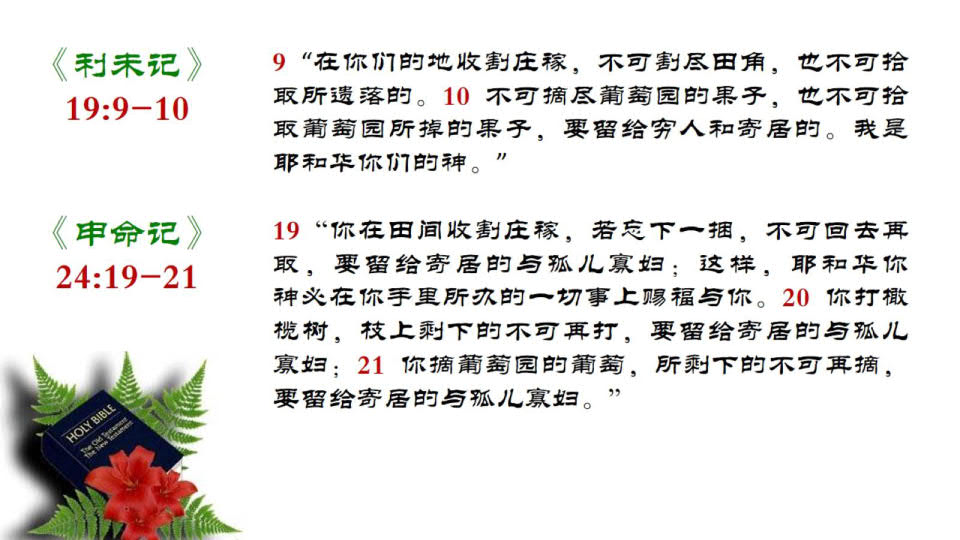 《利未记》
19:9-10
9 “在你们的地收割庄稼，不可割尽田角，也不可拾
取所遗落的。10 不可摘尽葡萄园的果子，也不可拾
取葡萄园所掉的果子，要留给穷人和寄居的。我是
耶和华你们的神。”
《申命记》
24:19-21
19 “你在田间收割庄稼，若忘下一捆，不可回去再
取，要留给寄居的与孤儿寡妇；这样，耶和华你
神必在你手里所办的一切事上赐福与你。20 你打橄
榄树，枝上剩下的不可再打，要留给寄居的与孤儿
寡妇；21 你摘葡萄园的葡萄，所剩下的不可再摘，
要留给寄居的与孤儿寡妇。”
HOLY BIBLE
The Old Testament
The New Testament